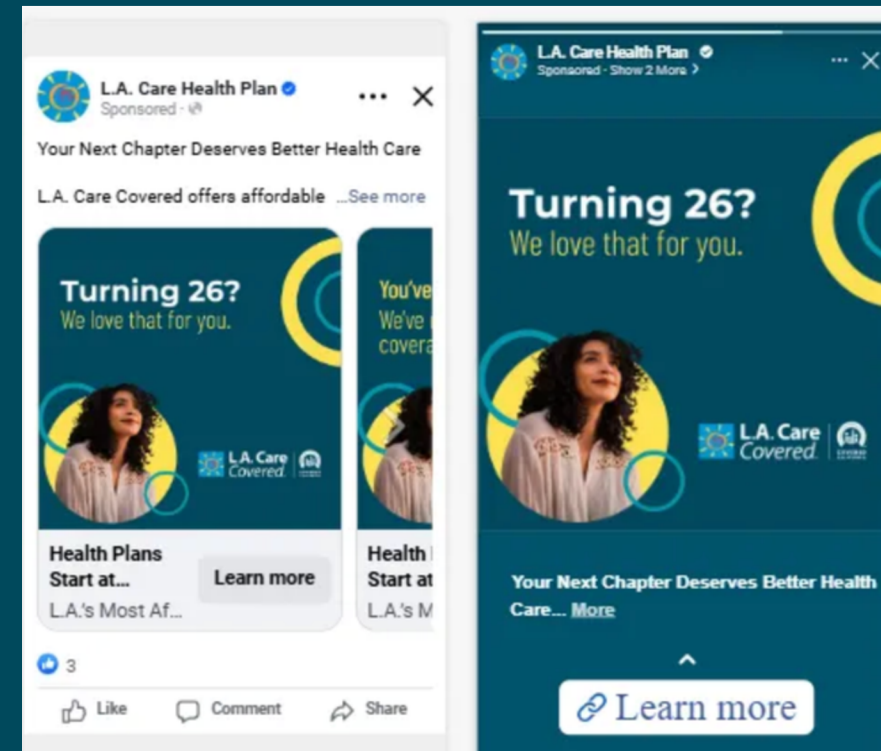 L.A. Care Health Plan
Sponsored ·
Your Next Chapter Deserves Better Health Care
L.A. Care Covered offers affordable ...See more
Turning 26?
We love that for you.
L.A. Care
Covered
Health Plans
Start at...
L.A.'s Most Af...
Learn more
You've
We've
covera
Health
Start at
L.A.'s M
3
Like
Comment
Share
L.A. Care Health Plan
Sponsored · Show 2 More >
Turning 26?
We love that for you.
L.A. Care
Covered
Your Next Chapter Deserves Better Health
Care... More
Learn more